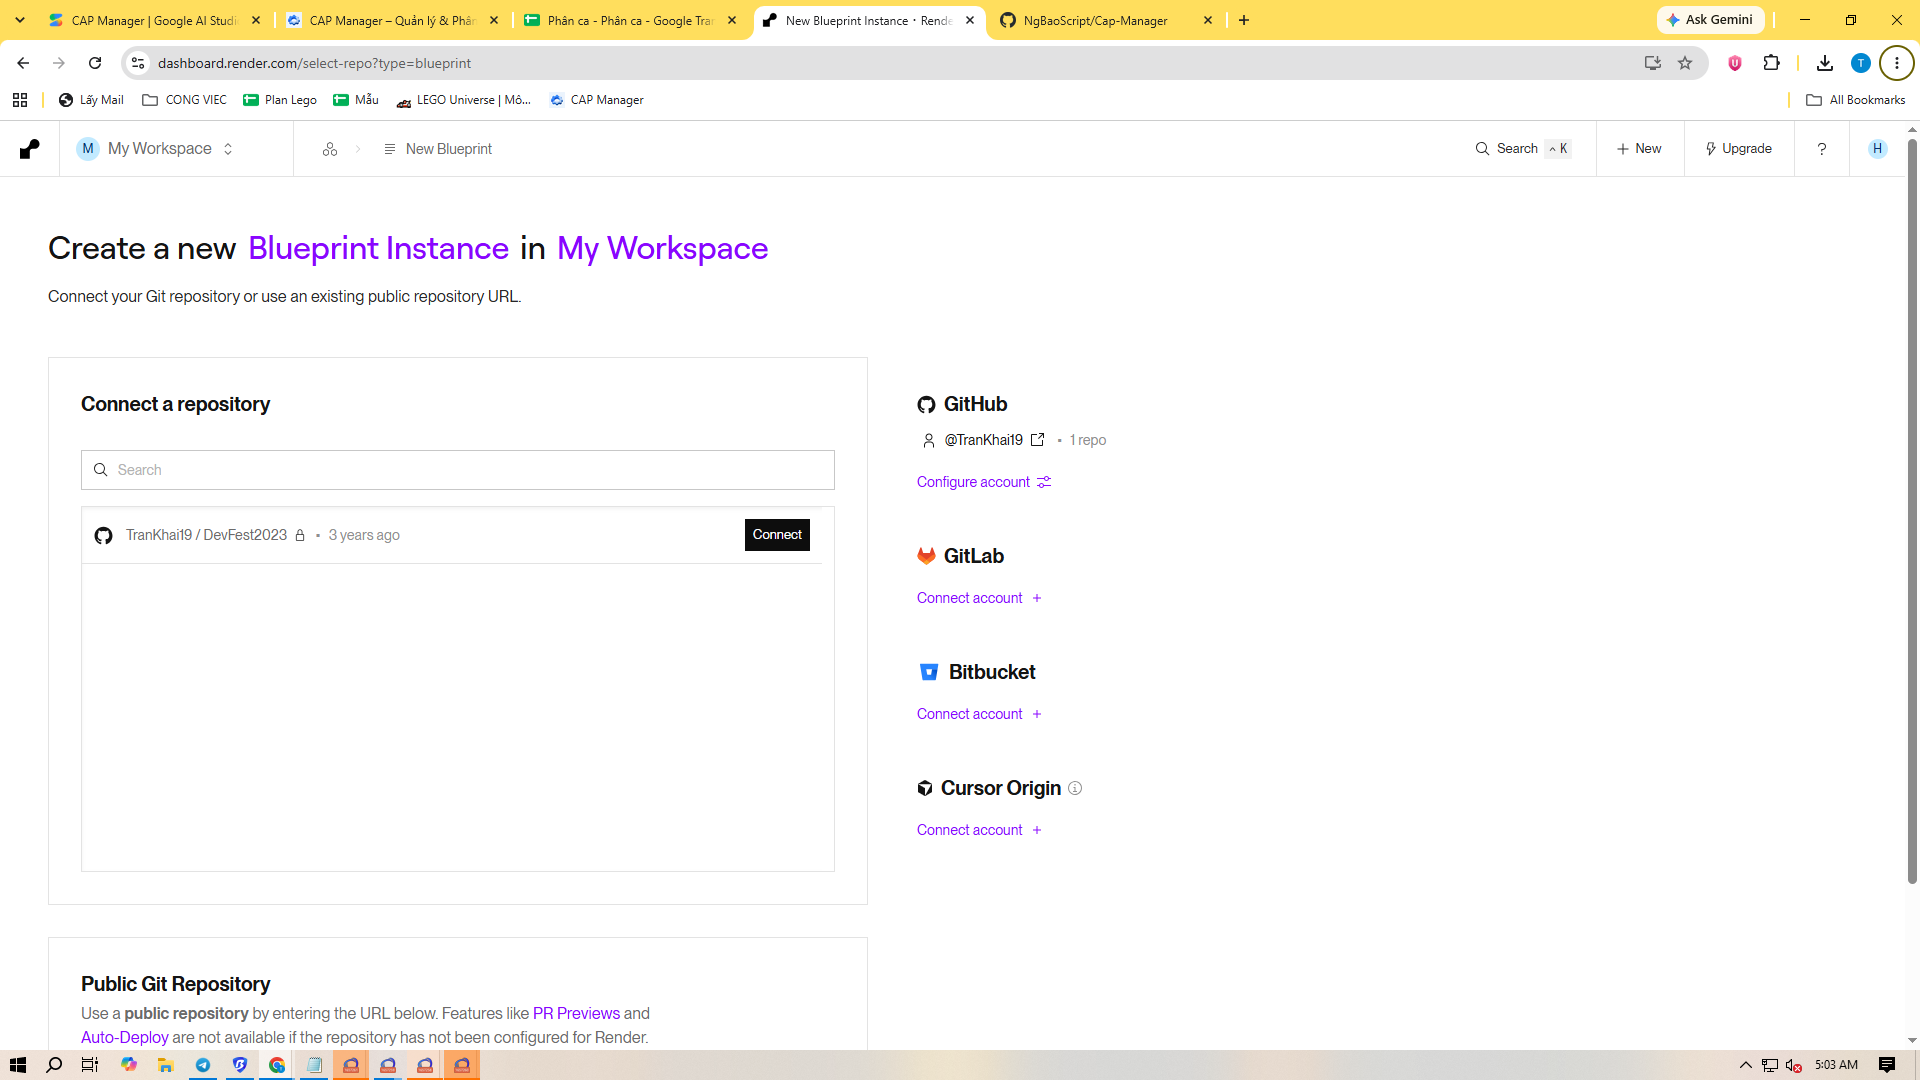 CAP Manager | Google AI Studi
CAP Manager – Quản lý & Phân
Phân ca - Phân ca - Google Tran
New Blueprint Instance · Rende
NgBaoScript/Cap-Manager
Ask Gemini
dashboard.render.com/select-repo?type=blueprint
T
Lấy Mail
CONG VIEC
Plan Lego
Mẫu
LEGO Universe | Mô...
CAP Manager
All Bookmarks
M My Workspace
New Blueprint
Search
K
New
Upgrade
?
H
Create a new Blueprint Instance in My Workspace
Connect your Git repository or use an existing public repository URL.
Connect a repository
Search
TranKhai19 / DevFest2023 • 3 years ago
Connect
GitHub
@TranKhai19 • 1 repo
Configure account
GitLab
Connect account +
Bitbucket
Connect account +
Cursor Origin
Connect account +
Public Git Repository
Use a public repository by entering the URL below. Features like PR Previews and
Auto-Deploy are not available if the repository has not been configured for Render.
5:03 AM